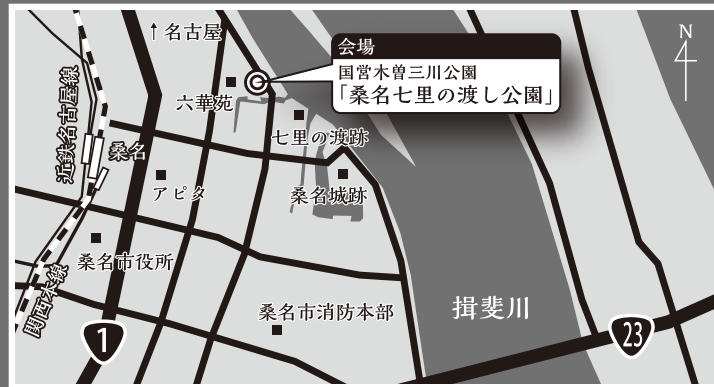 ↑名古屋
N
会場
国営木曽三川公園
「桑名七里の渡し公園」
近鉄名古屋線
六華苑
七里の渡跡
桑名
アピタ
桑名城跡
桑名市役所
関西本線
桑名市消防本部
揖斐川
1
23